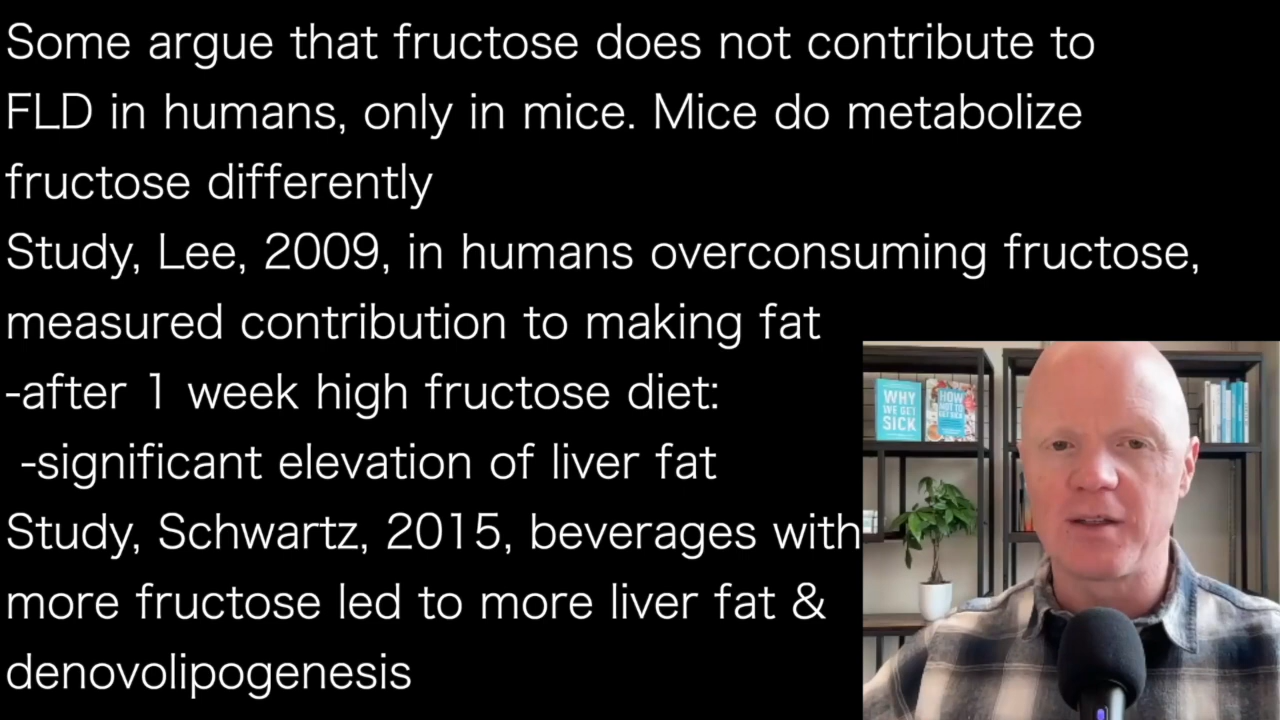 Some argue that fructose does not contribute to
FLD in humans, only in mice. Mice do metabolize
fructose differently
Study, Lee, 2009, in humans overconsuming fructose,
measured contribution to making fat
-after 1 week high fructose diet:
-significant elevation of liver fat
Study, Schwartz, 2015, beverages with
more fructose led to more liver fat &
denovolipogenesis
WHY
WE GET
SICK
HOW
NOT TO
GET SICK